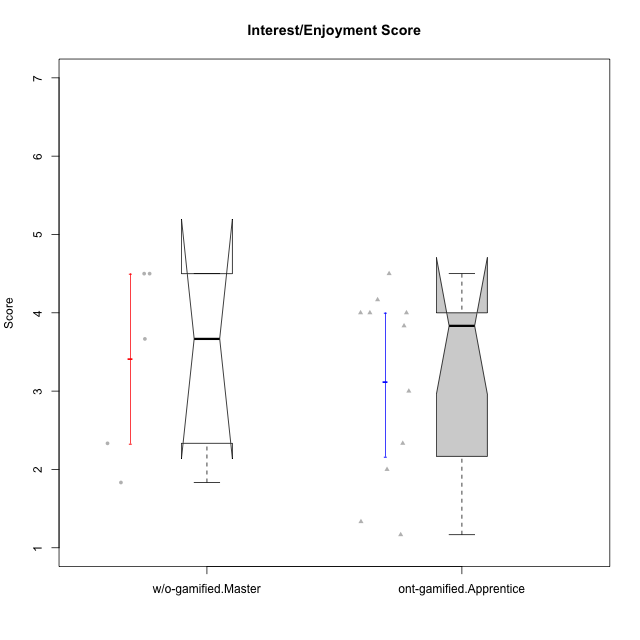 Interest/Enjoyment Score
7
6
5
4
3
2
1
Score
w/o-gamified.Master
ont-gamified.Apprentice